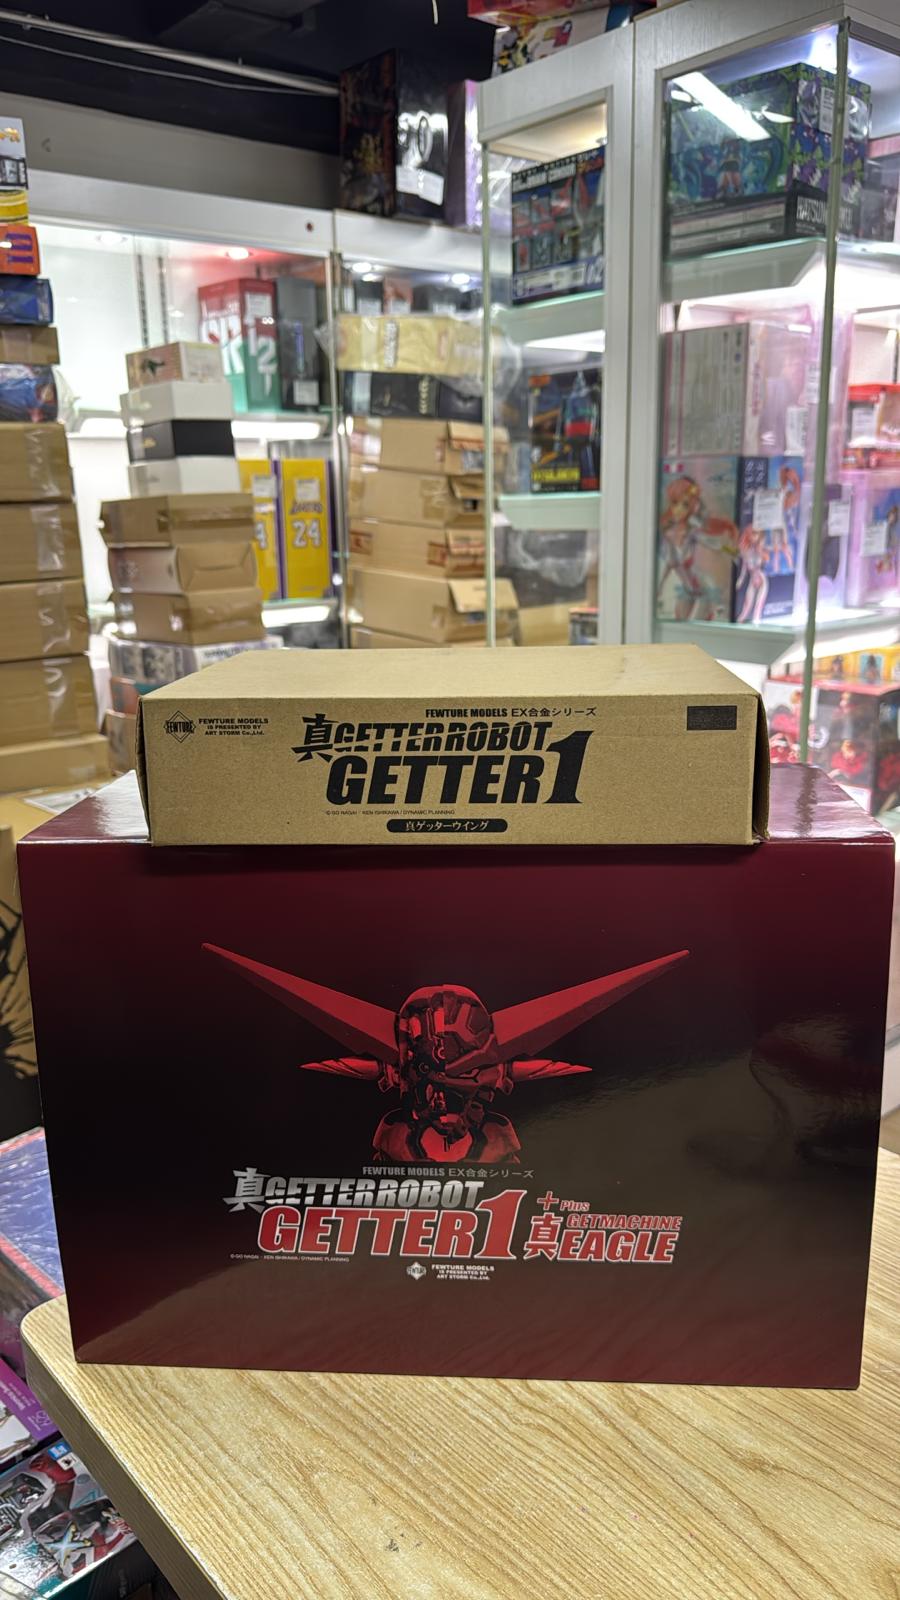 HATSUN
24
FEWTURE
FEWTURE MODELS
IS PRESENTED BY
ART STORM Co.,Ltd.
FEWTURE MODELS EX合金シリーズ
真GETTERROBOT
GETTER1
©GO NAGAI・KEN ISHIKAWA/DYNAMIC PLANNING
真ゲッターウイング
FEWTURE MODELS EX合金シリーズ
真GETTERROBOT
GETTER1
+Plus
真GETMACHINE
EAGLE
©GO NAGAI・KEN ISHIKAWA/DYNAMIC PLANNING
FEWTURE
FEWTURE MODELS
IS PRESENTED BY
ART STORM Co.,Ltd.